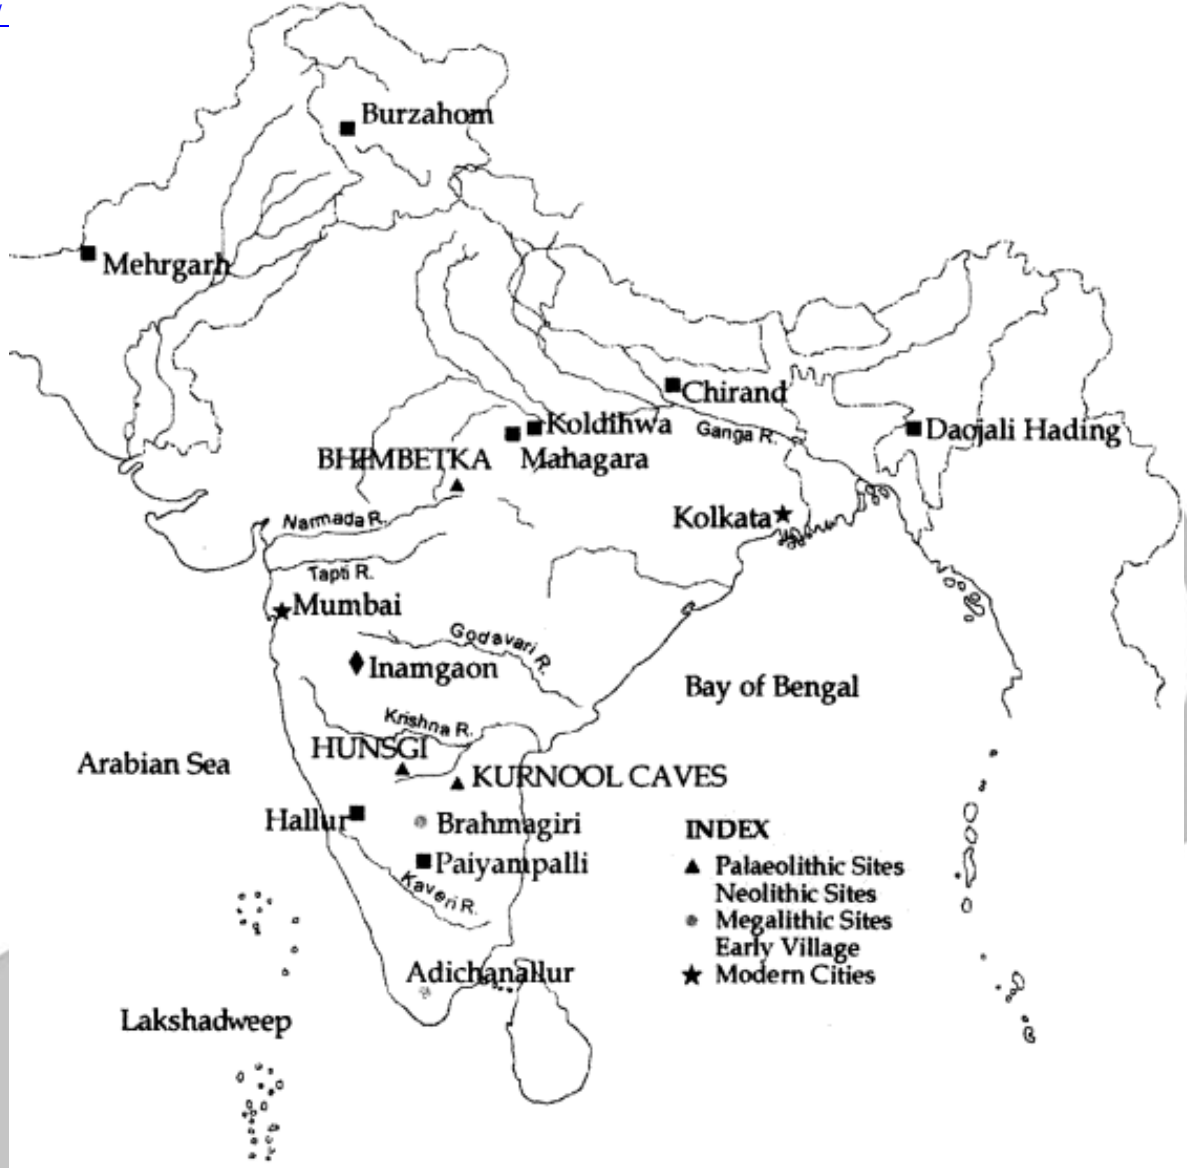 Burzahom
Mehrgarh
Chirand
Koldihwa
Ganga R.
Daojali Hading
BHIMBETKA
Mahagara
Narmada R.
Kolkata
Tapti R.
Mumbai
Godavari R.
Inamgaon
Bay of Bengal
Krishna R.
HUNSGI
Arabian Sea
KURNOOL CAVES
Hallur
Brahmagiri
INDEX
Paiyampalli
Palaeolithic Sites
Kaveri R.
Neolithic Sites
Megalithic Sites
Early Village
Adichanallur
Modern Cities
Lakshadweep